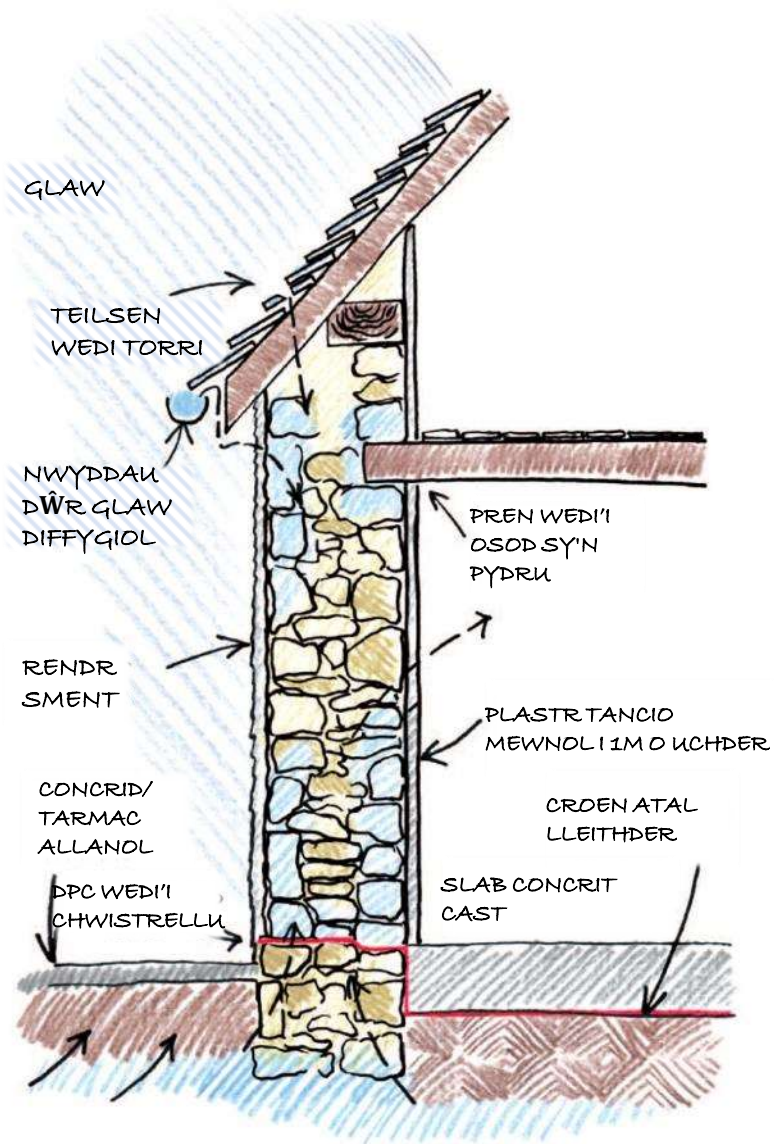 GLAW
TEILSEN
WEDI TORRI
NWYDDAU
DŴR GLAW
DIFFYGIOL
PREN WEDI'I
OSOD SY'N
PYDRU
RENDR
SMENT
PLASTR TANCIO
MEWNOL I 1M O UCHDER
CONCRID/
TARMAC
ALLANOL
CROEN ATAL
LLEITHDER
DPC WEDI'I
CHWISTRELLU
SLAB CONCRIT
CAST